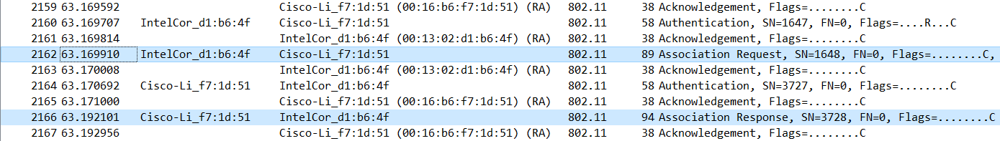 2159 63.169592 Cisco-Li_f7:1d:51 (00:16:b6:f7:1d:51) (RA) 802.11 38 Acknowledgement, Flags=........C
2160 63.169707 IntelCor_d1:b6:4f Cisco-Li_f7:1d:51 802.11 58 Authentication, SN=1647, FN=0, Flags=....R...C
2161 63.169814 IntelCor_d1:b6:4f (00:13:02:d1:b6:4f) (RA) 802.11 38 Acknowledgement, Flags=........C
2162 63.169910 IntelCor_d1:b6:4f Cisco-Li_f7:1d:51 802.11 89 Association Request, SN=1648, FN=0, Flags=........C,
2163 63.170008 IntelCor_d1:b6:4f (00:13:02:d1:b6:4f) (RA) 802.11 38 Acknowledgement, Flags=........C
2164 63.170692 Cisco-Li_f7:1d:51 IntelCor_d1:b6:4f 802.11 58 Authentication, SN=3727, FN=0, Flags=........C
2165 63.171000 Cisco-Li_f7:1d:51 (00:16:b6:f7:1d:51) (RA) 802.11 38 Acknowledgement, Flags=........C
2166 63.192101 Cisco-Li_f7:1d:51 IntelCor_d1:b6:4f 802.11 94 Association Response, SN=3728, FN=0, Flags=........C
2167 63.192956 Cisco-Li_f7:1d:51 (00:16:b6:f7:1d:51) (RA) 802.11 38 Acknowledgement, Flags=........C